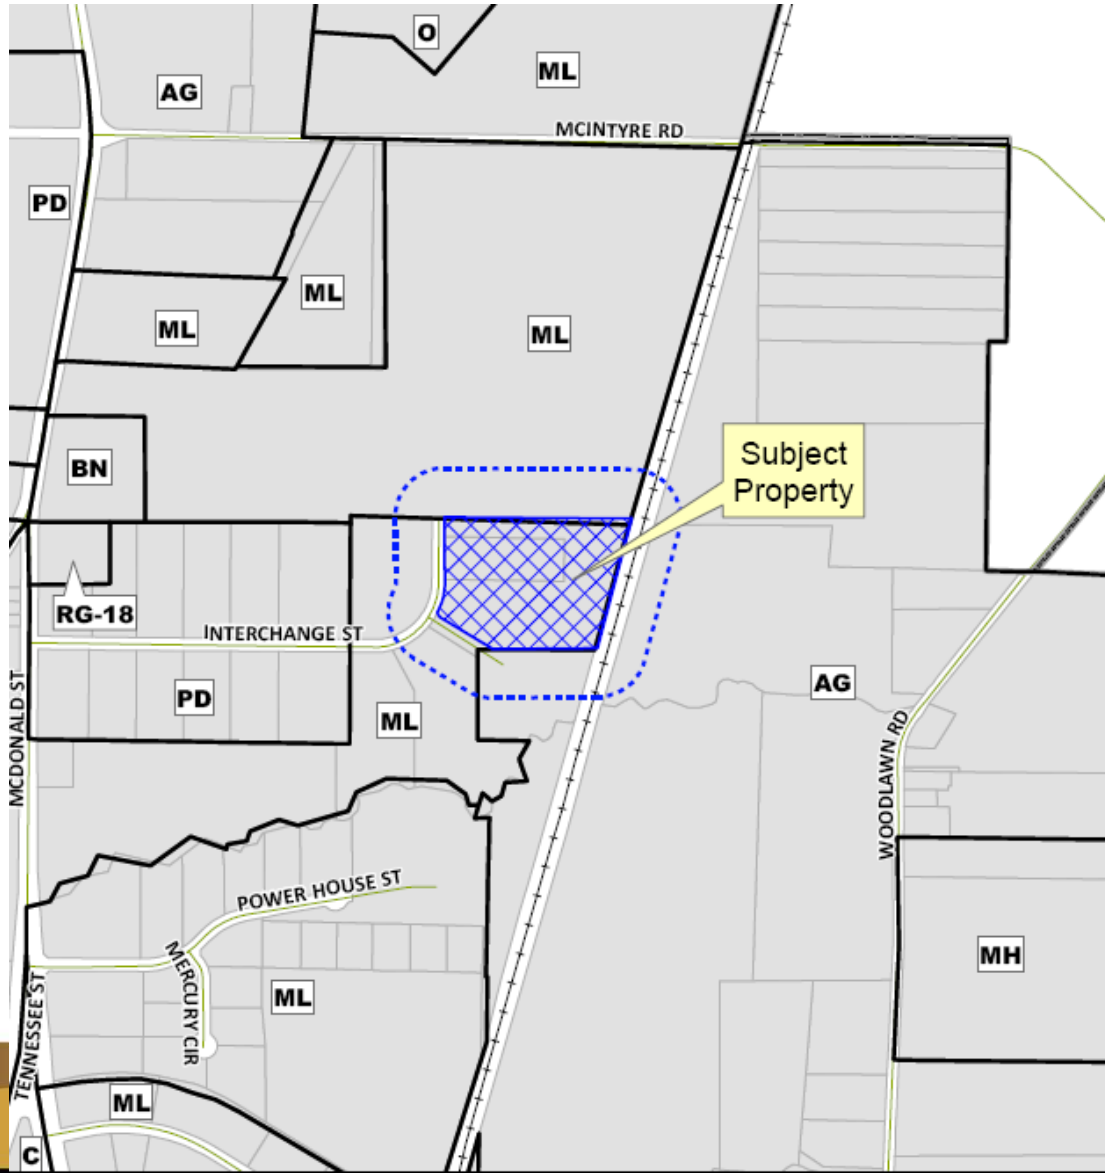 O
ML
AG
MCINTYRE RD
PD
ML
ML
ML
BN
Subject
Property
RG-18
INTERCHANGE ST
AG
PD
ML
MCDONALD ST
WOODLAWN RD
POWER HOUSE ST
MERCURY CIR
MH
ML
TENNESSEE ST
ML
C